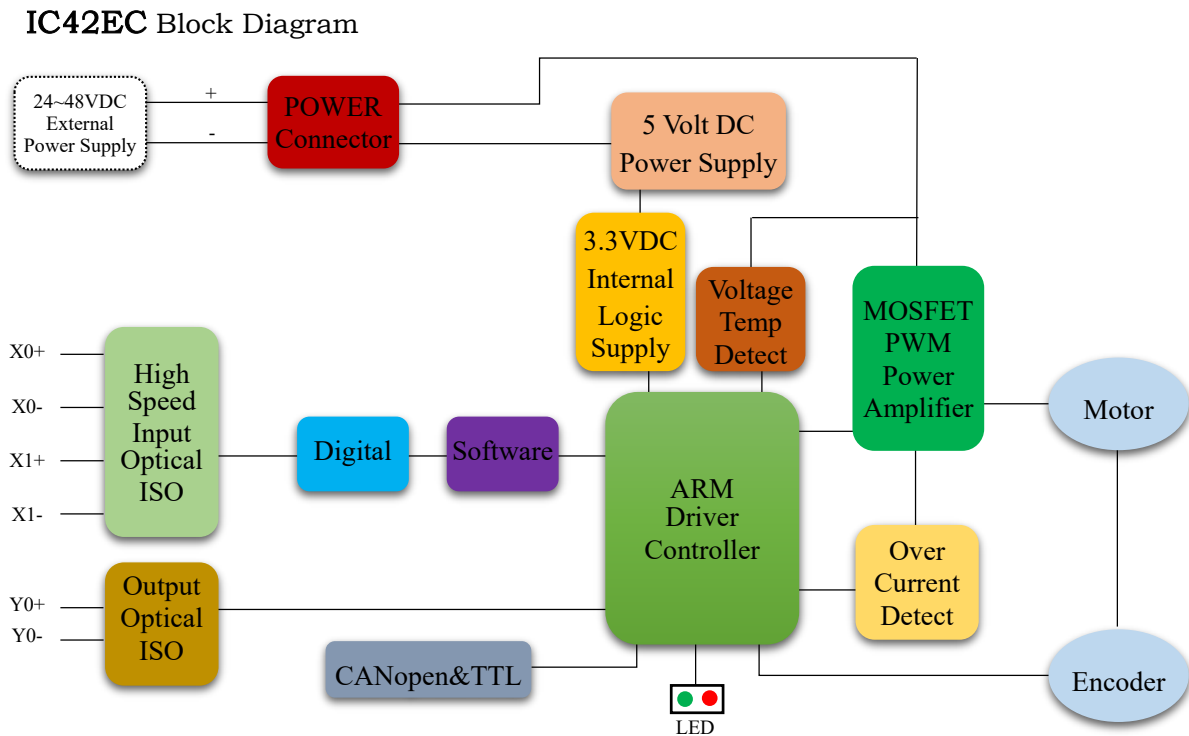 IC42EC Block Diagram
24~48VDC
External
Power Supply
+
-
POWER
Connector
5 Volt DC
Power Supply
3.3VDC
Internal
Logic
Supply
Voltage
Temp
Detect
MOSFET
PWM
Power
Amplifier
Motor
X0+
X0-
X1+
X1-
High
Speed
Input
Optical
ISO
Digital
Software
ARM
Driver
Controller
Over
Current
Detect
Y0+
Y0-
Output
Optical
ISO
CANopen&TTL
LED
Encoder